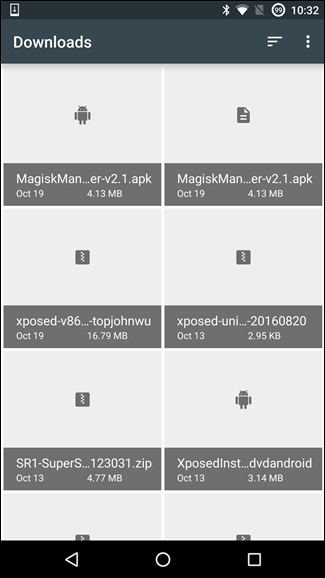 99 10:32
Downloads
MagiskMan...er-v2.1.apk
Oct 19 4.13 MB
MagiskMan...er-v2.1.apk
Oct 19 4.13 MB
xposed-v86...-topjohnwu
Oct 19 16.79 MB
xposed-uni...-20160820
Oct 13 2.95 KB
SR1-SuperS...123031.zip
Oct 13 4.77 MB
XposedInst...dvdandroid
Oct 13 3.14 MB